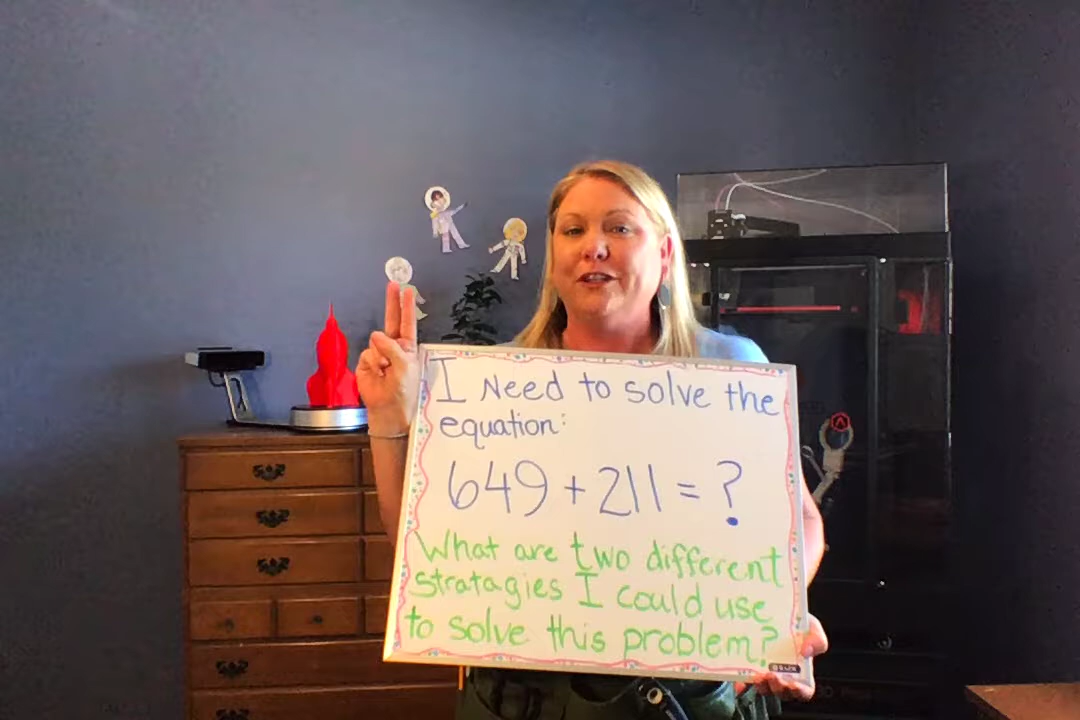 I Need to solve the
equation:
649 + 211 = ?
What are two different
stratagies I could use
to solve this problem?